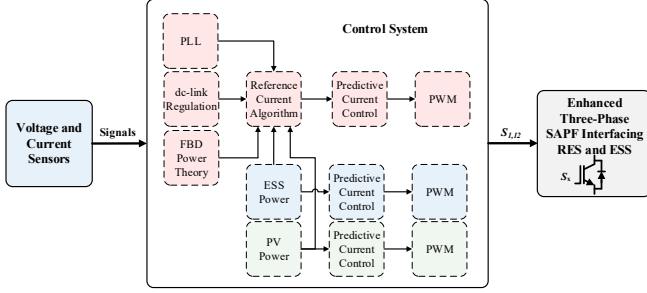 Control System
PLL
dc-link
Regulation
Reference
Current
Algorithm
Predictive
Current
Control
PWM
FBD
Power
Theory
Voltage and
Current
Sensors
Signals
S1,12
Enhanced
Three-Phase
SAPF Interfacing
RES and ESS
Sx
ESS
Power
Predictive
Current
Control
PWM
PV
Power
Predictive
Current
Control
PWM